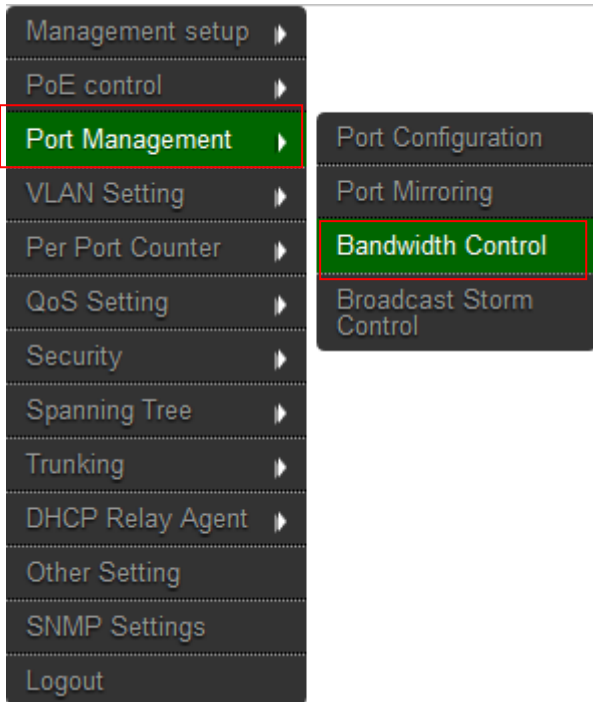 Management setup
PoE control
Port Management
VLAN Setting
Per Port Counter
QoS Setting
Security
Spanning Tree
Trunking
DHCP Relay Agent
Other Setting
SNMP Settings
Logout
Port Configuration
Port Mirroring
Bandwidth Control
Broadcast Storm
Control